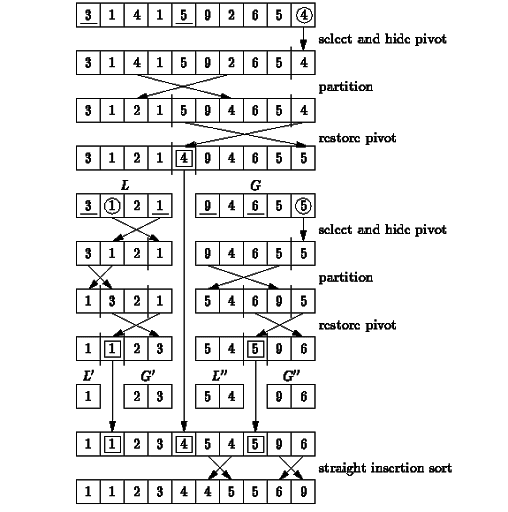 3 1 4 1 5 9 2 6 5 4
select and hide pivot
3 1 4 1 5 9 2 6 5 4
partition
3 1 2 1 5 9 4 6 5 4
restore pivot
3 1 2 1 4 9 4 6 5 5
L G
3 1 2 1 9 4 6 5 5
select and hide pivot
3 1 2 1 9 4 6 5 5
partition
1 3 2 1 5 4 6 9 5
restore pivot
1 1 2 3 5 4 5 9 6
L' G' L'' G''
1 2 3 5 4 9 6
1 1 2 3 4 5 4 5 9 6
straight insertion sort
1 1 2 3 4 4 5 5 6 9